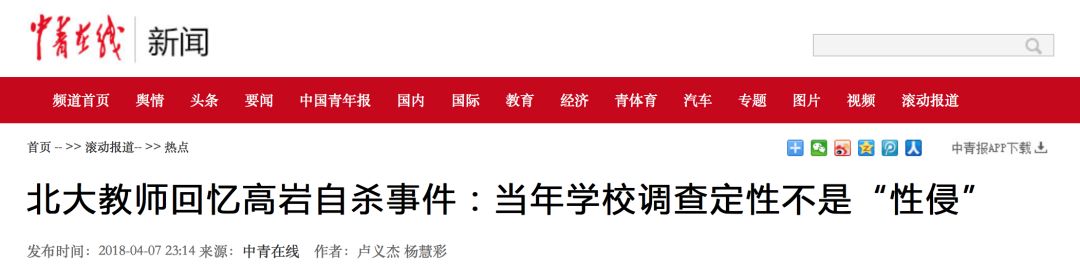 中青在线 新闻
频道首页 舆情 头条 要闻 中国青年报 国内 国际 教育 经济 青体育 汽车 专题 图片 视频 滚动报道
首页 -- >> 滚动报道-- >> 热点 中青报APP下载
北大教师回忆高岩自杀事件：当年学校调查定性不是“性侵”
发布时间：2018-04-07 23:14 来源：中青在线 作者：卢义杰 杨慧彩